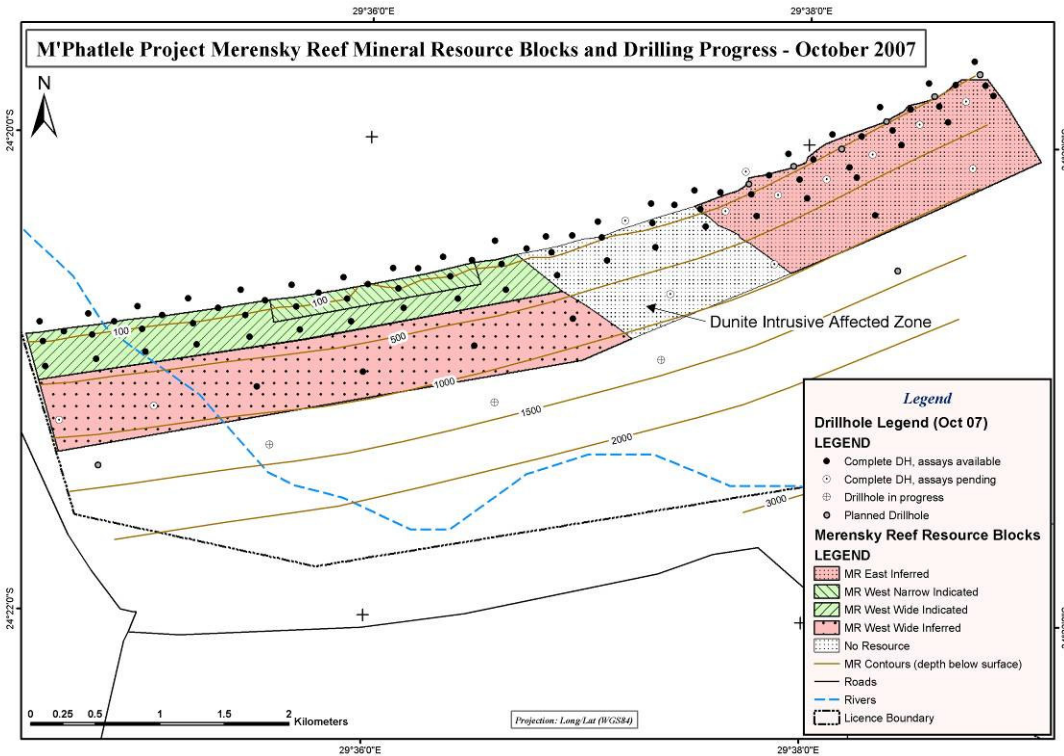 29°36'0"E 29°38'0"E
M'Phatlele Project Merensky Reef Mineral Resource Blocks and Drilling Progress - October 2007
N
24°20'0"S
100
100
500
Dunite Intrusive Affected Zone
1000
1500
2000
3000
24°22'0"S
Legend
Drillhole Legend (Oct 07)
LEGEND
Complete DH, assays available
Complete DH, assays pending
Drillhole in progress
Planned Drillhole
Merensky Reef Resource Blocks
LEGEND
MR East Inferred
MR West Narrow Indicated
MR West Wide Indicated
MR West Wide Inferred
No Resource
MR Contours (depth below surface)
Roads
Rivers
Licence Boundary
0 0.25 0.5 1 1.5 2
Kilometers
Projection: Long/Lat (WGS84)
29°36'0"E 29°38'0"E